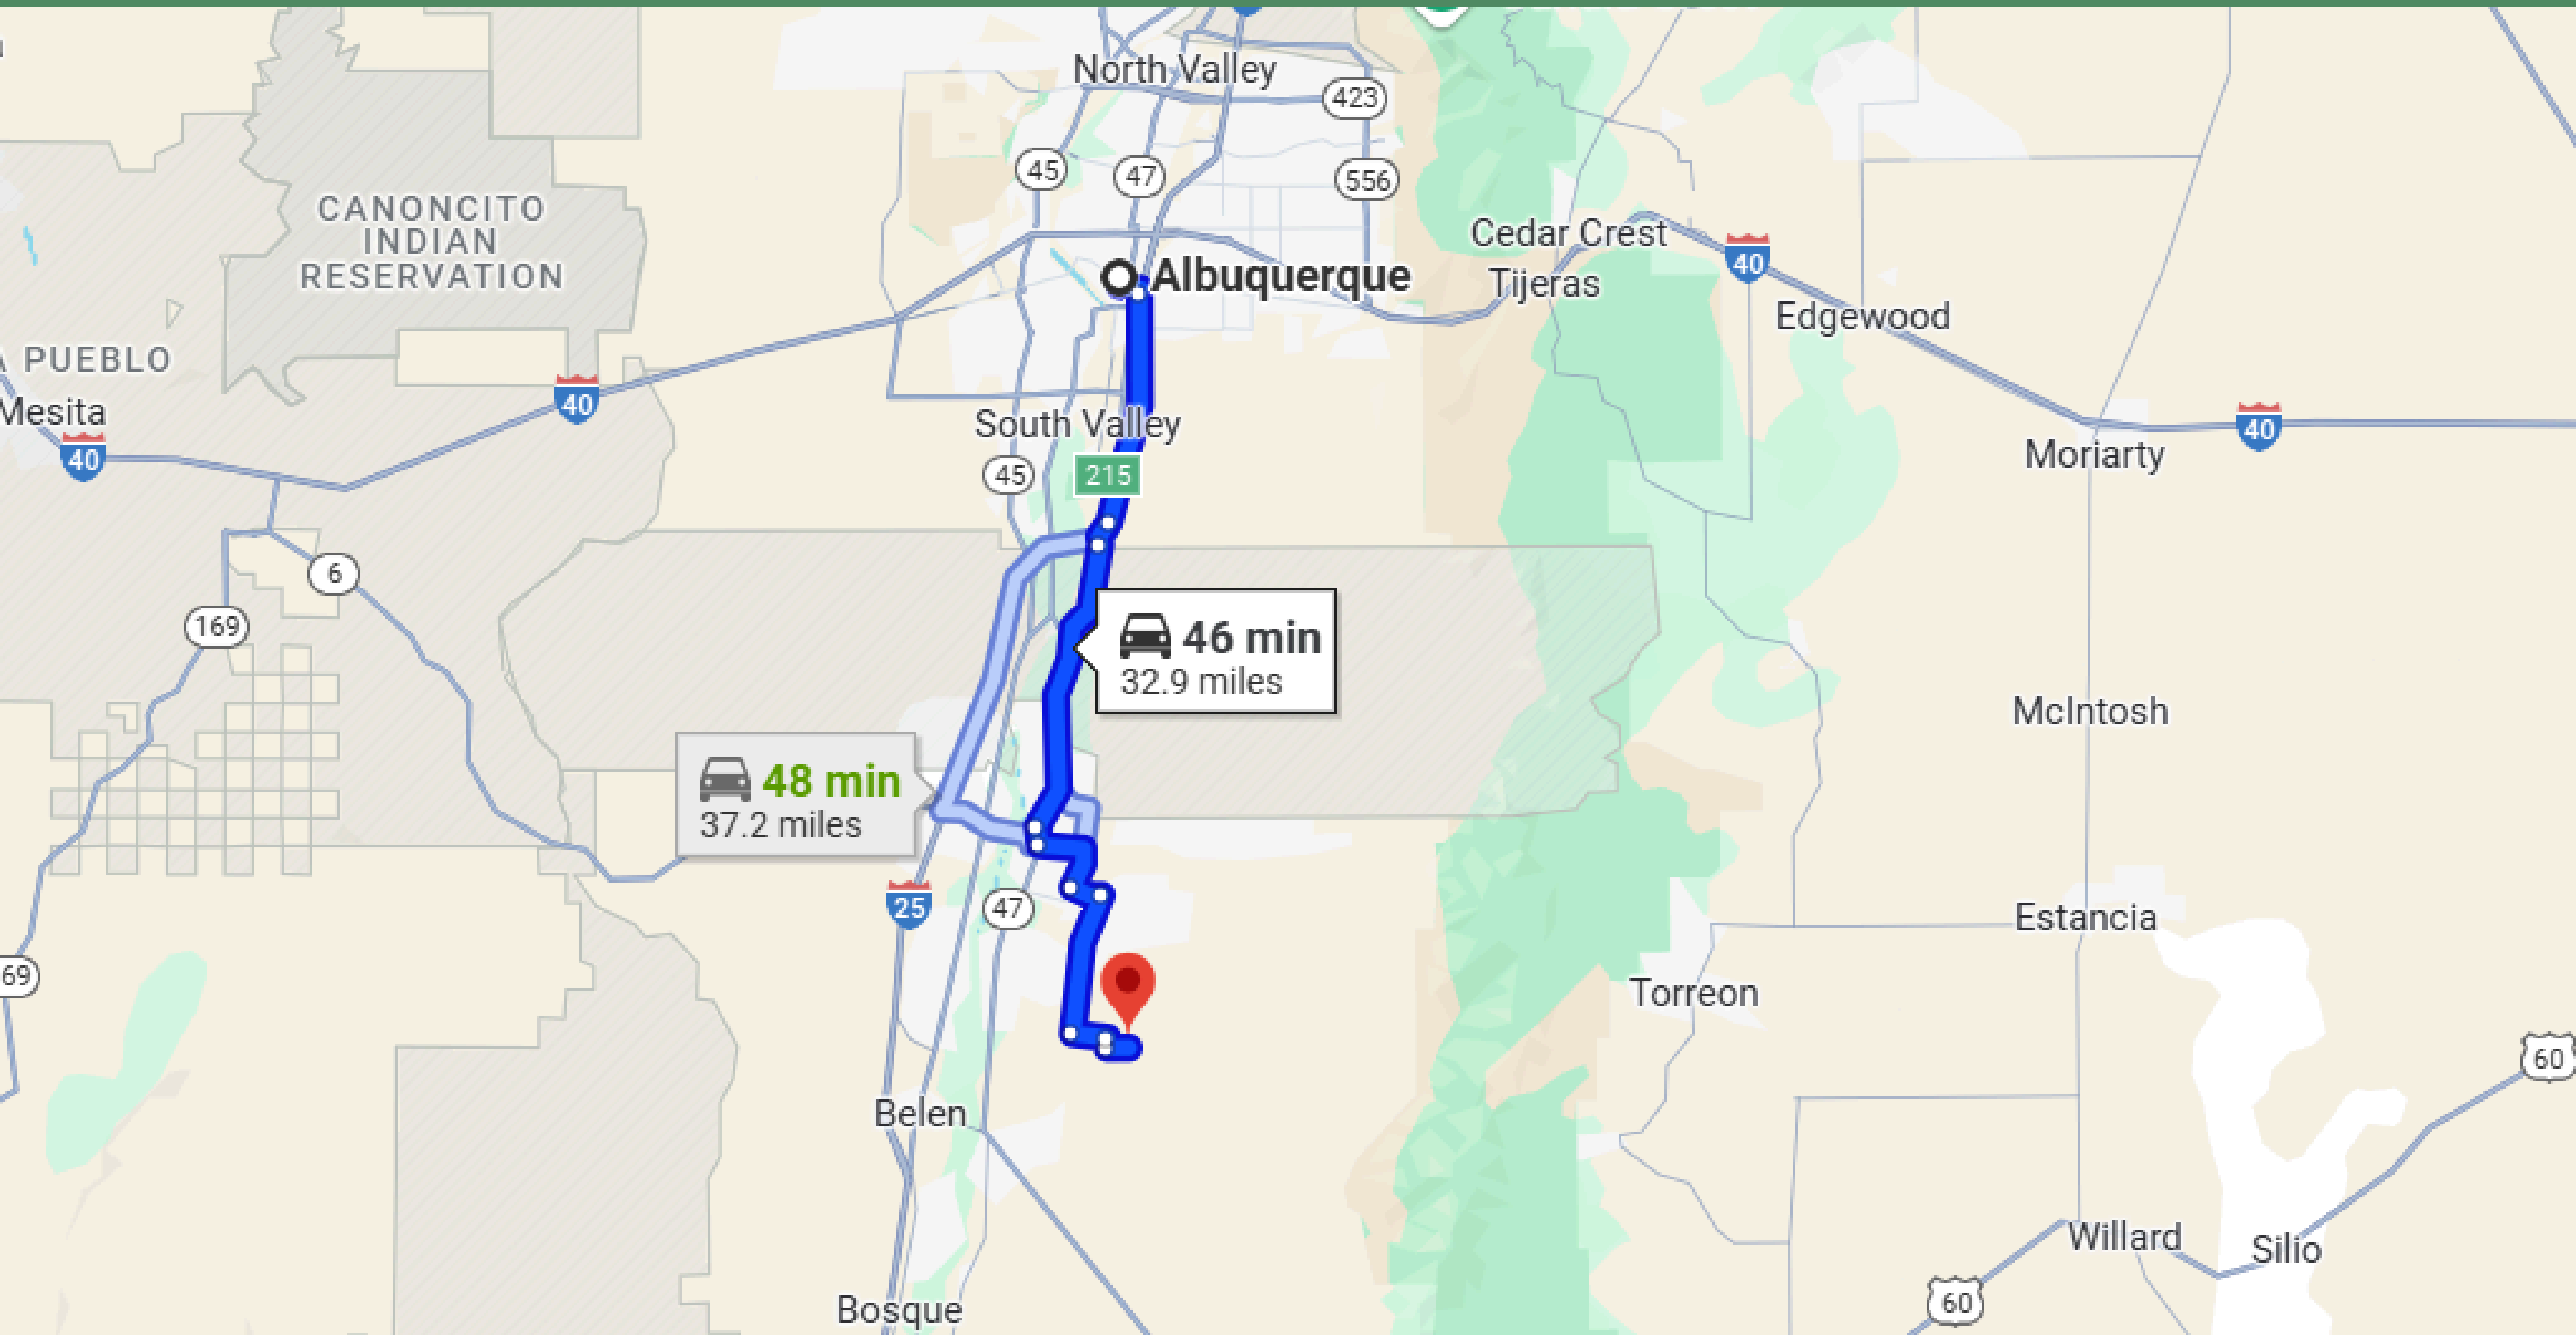 North Valley
423
45
47
556
CANONCITO
INDIAN
RESERVATION
Cedar Crest
40
Albuquerque
Tijeras
Edgewood
A PUEBLO
40
Mesita
40
South Valley
40
Moriarty
45
215
6
169
46 min
32.9 miles
McIntosh
48 min
37.2 miles
25
47
Estancia
69
Torreon
60
Belen
Willard
Silio
60
Bosque